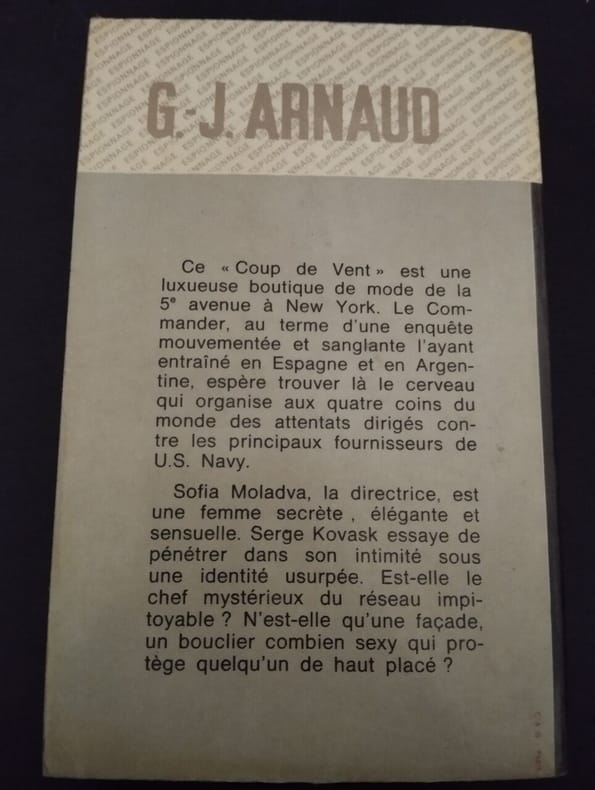 G.-J. ARNAUD
Ce « Coup de Vent » est une
luxueuse boutique de mode de la
5e avenue à New York. Le Com-
mander, au terme d'une enquête
mouvementée et sanglante l'ayant
entraîné en Espagne et en Argen-
tine, espère trouver là le cerveau
qui organise aux quatre coins du
monde des attentats dirigés con-
tre les principaux fournisseurs de
U.S. Navy.
Sofia Moladva, la directrice, est
une femme secrète , élégante et
sensuelle. Serge Kovask essaye de
pénétrer dans son intimité sous
une identité usurpée. Est-elle le
chef mystérieux du réseau impi-
toyable ? N'est-elle qu'une façade,
un bouclier combien sexy qui pro-
tège quelqu'un de haut placé ?